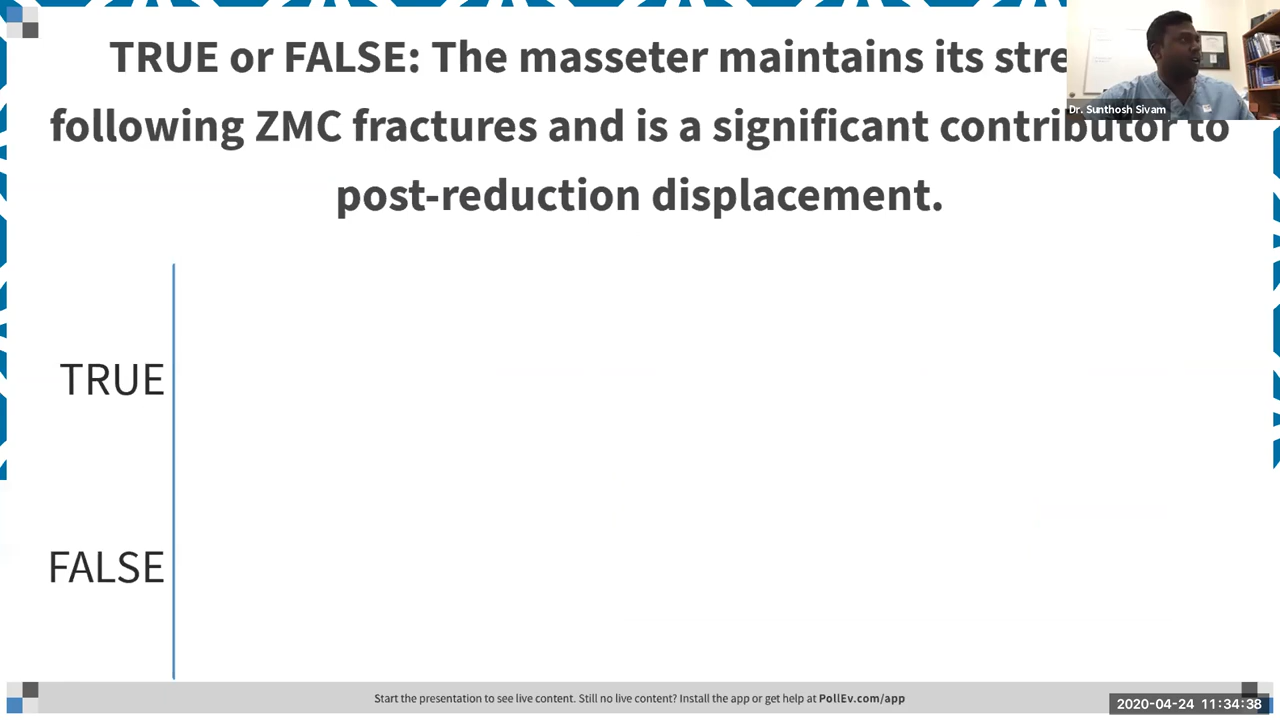 TRUE or FALSE: The masseter maintains its
following ZMC fractures and is a significant contributor to
post-reduction displacement.
Dr. Sunthosh Sivam
TRUE
FALSE
Start the presentation to see live content. Still no live content? Install the app or get help at PollEv.com/app
2020-04-24 11:34:38